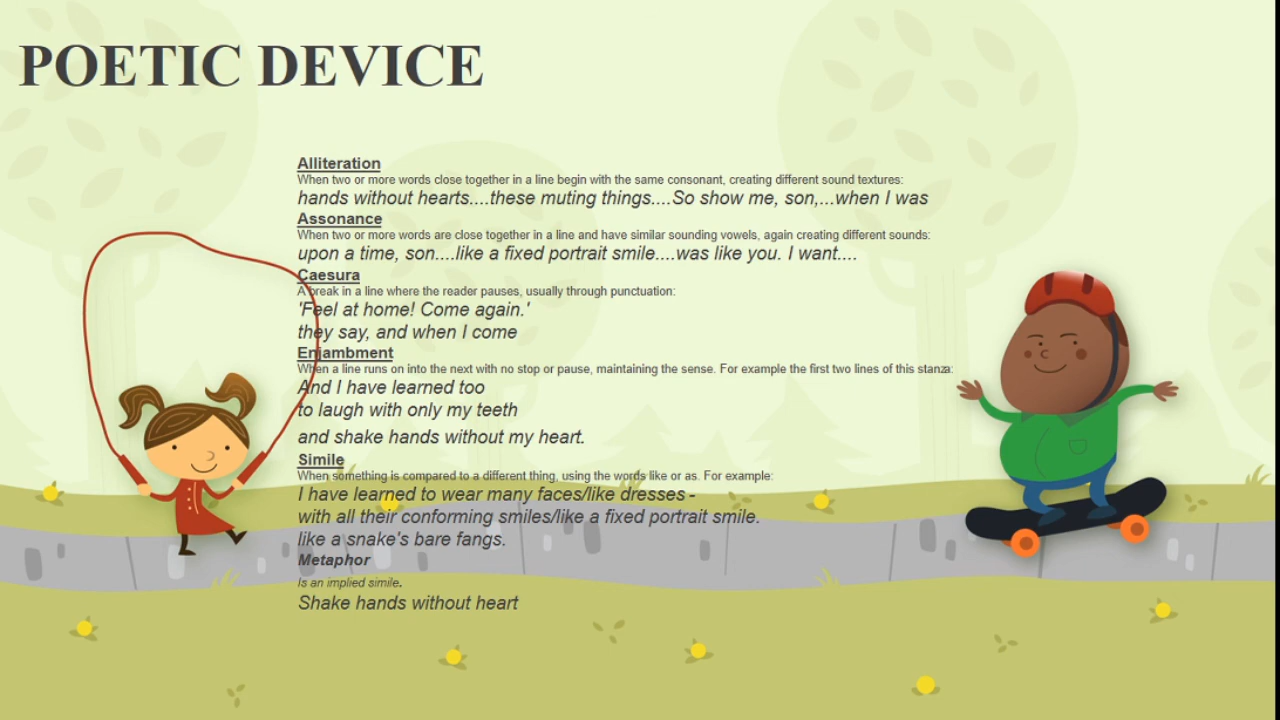 POETIC DEVICE
Alliteration
When two or more words close together in a line begin with the same consonant, creating different sound textures:
hands without hearts....these muting things....So show me, son,...when I was
Assonance
When two or more words are close together in a line and have similar sounding vowels, again creating different sounds:
upon a time, son....like a fixed portrait smile....was like you. I want....
Caesura
A break in a line where the reader pauses, usually through punctuation:
'Feel at home! Come again.'
they say, and when I come
Enjambment
When a line runs on into the next with no stop or pause, maintaining the sense. For example the first two lines of this stanza:
And I have learned too
to laugh with only my teeth
and shake hands without my heart.
Simile
When something is compared to a different thing, using the words like or as. For example:
I have learned to wear many faces/like dresses -
with all their conforming smiles/like a fixed portrait smile.
like a snake's bare fangs.
Metaphor
Is an implied simile.
Shake hands without heart